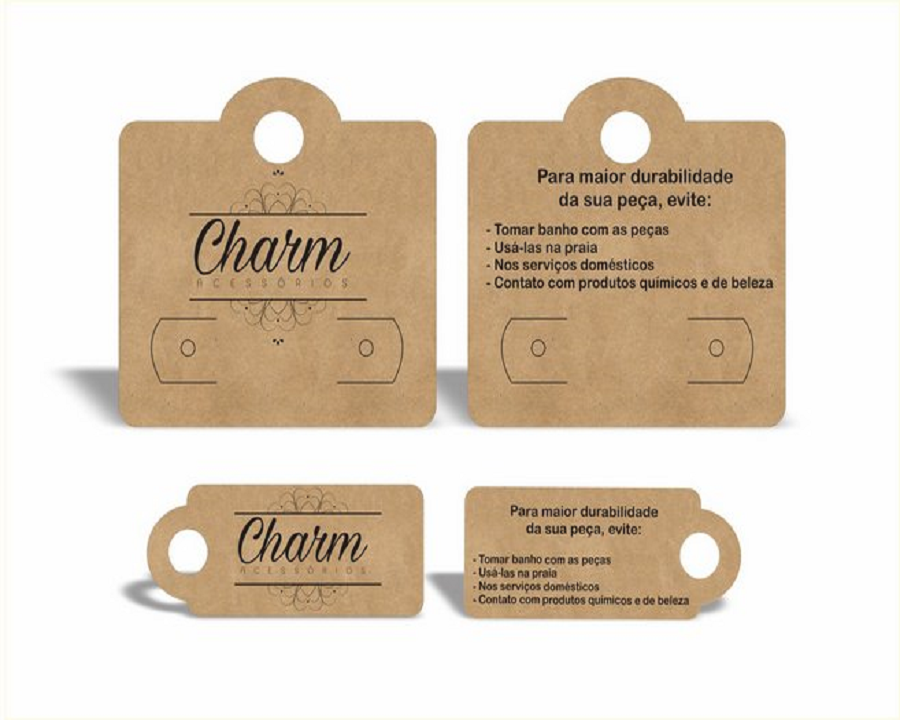 Charm
ACESSÓRIOS
Para maior durabilidade
da sua peça, evite:
- Tomar banho com as peças
- Usá-las na praia
- Nos serviços domésticos
- Contato com produtos químicos e de beleza
Charm
ACESSÓRIOS
Para maior durabilidade
da sua peça, evite:
- Tomar banho com as peças
- Usá-las na praia
- Nos serviços domésticos
- Contato com produtos químicos e de beleza